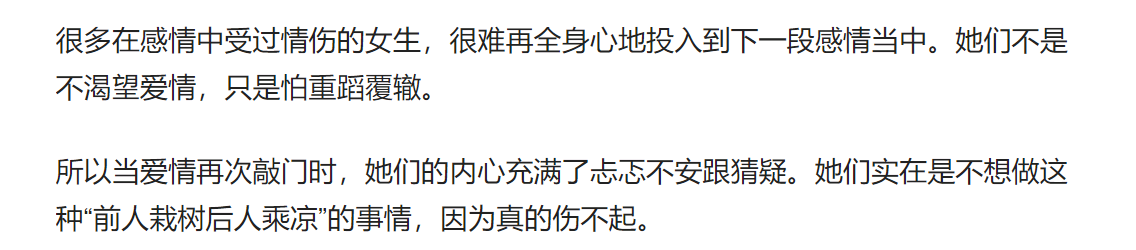 很多在感情中受过情伤的女生，很难再全身心地投入到下一段感情当中。她们不是
不渴望爱情，只是怕重蹈覆辙。
所以当爱情再次敲门时，她们的内心充满了忐忑不安跟猜疑。她们实在是不想做这
种“前人栽树后人乘凉”的事情，因为真的伤不起。